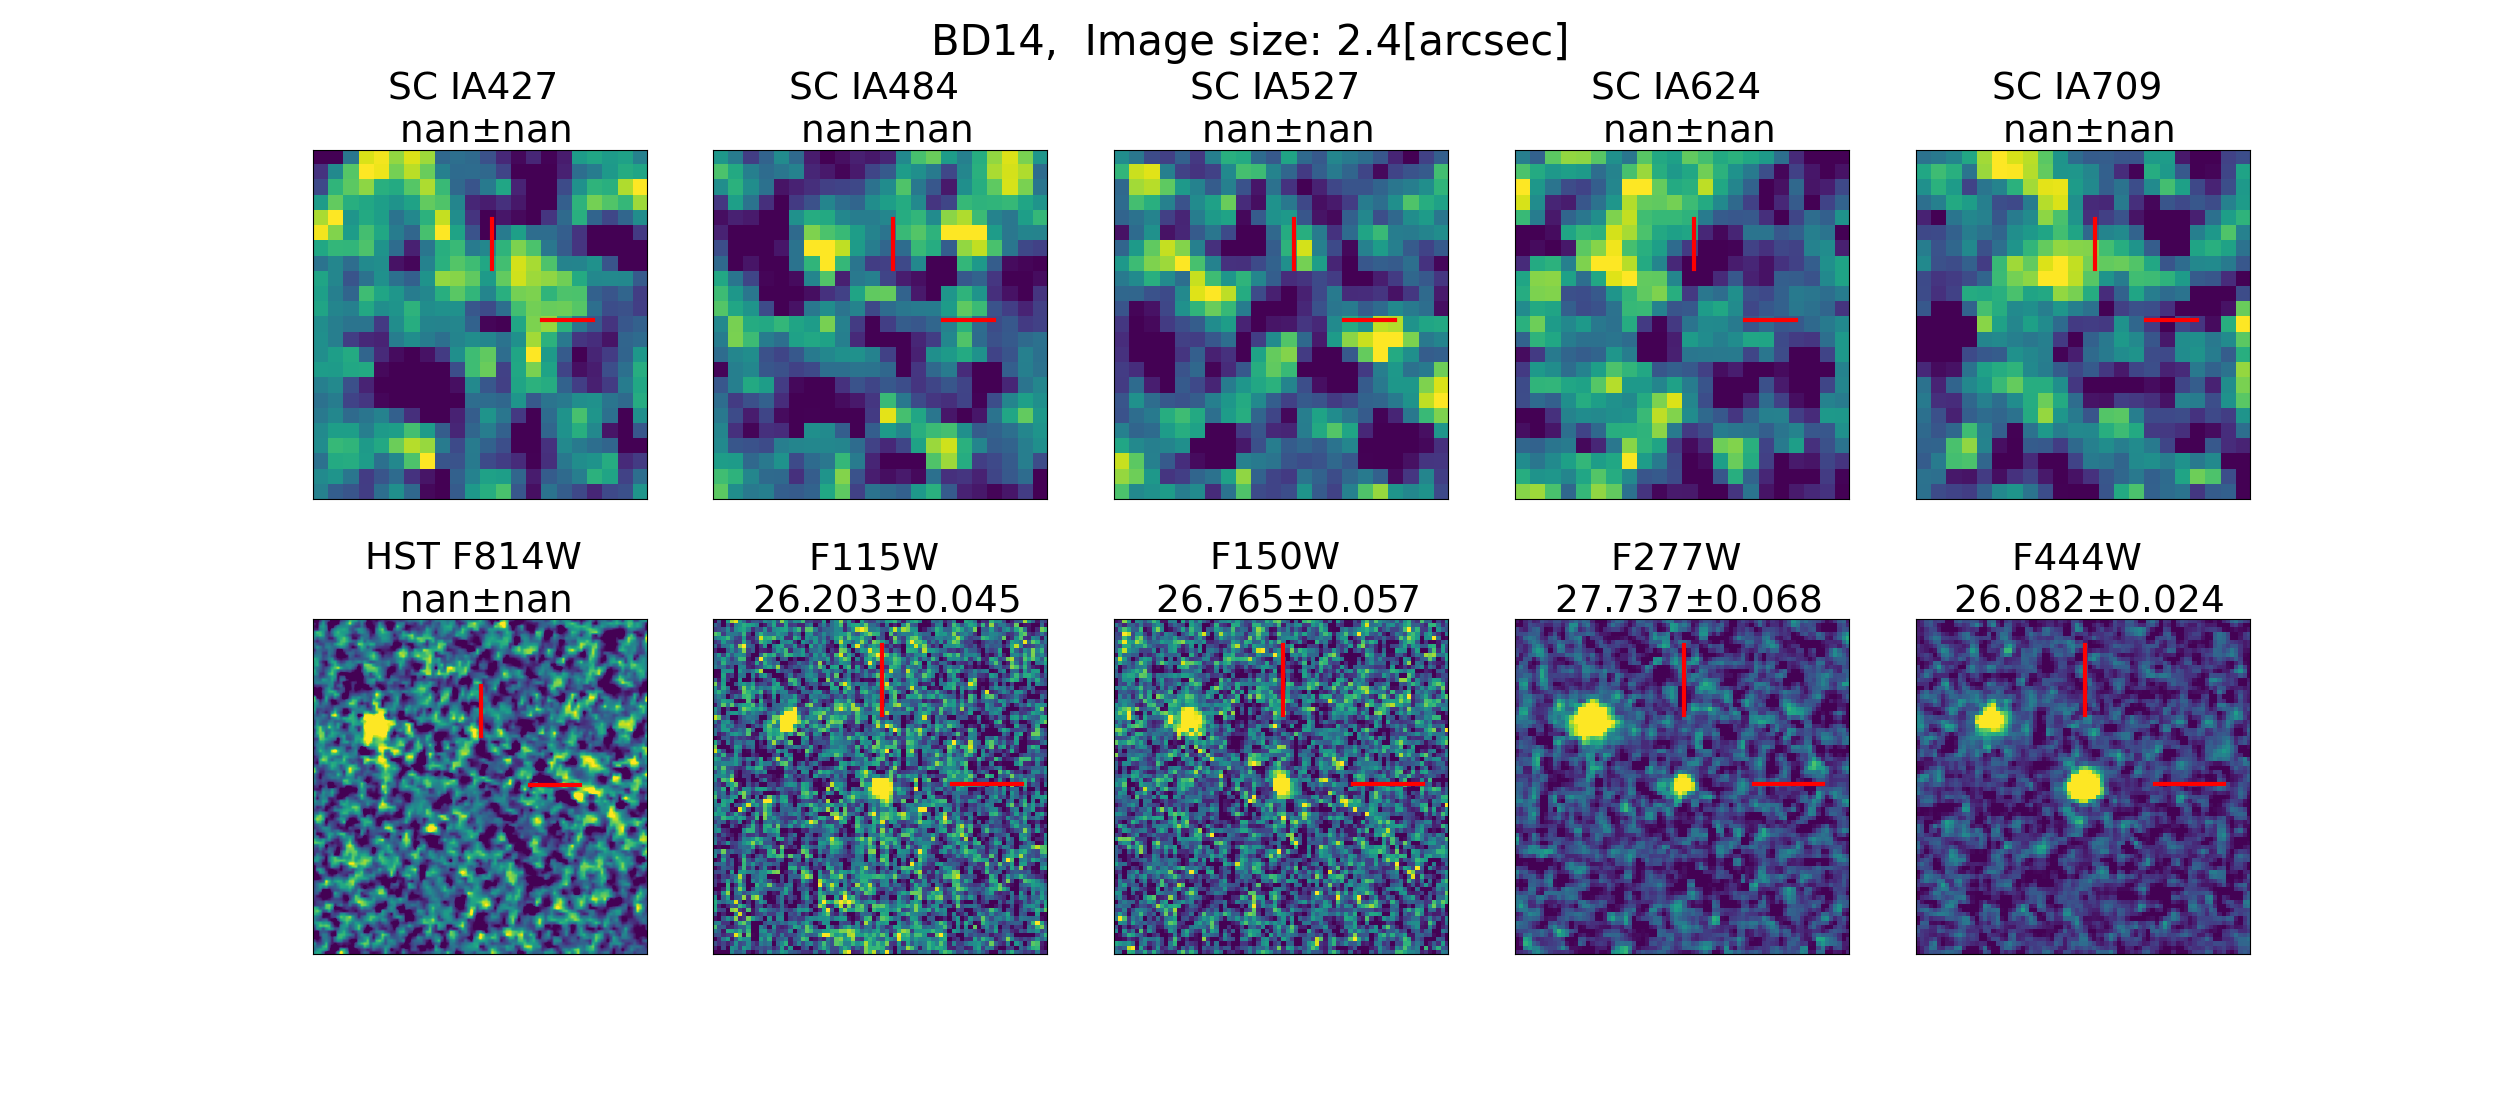 BD14,  Image size: 2.4[arcsec]
SC IA427
nan±nan
SC IA484
nan±nan
SC IA527
nan±nan
SC IA624
nan±nan
SC IA709
nan±nan
HST F814W
nan±nan
F115W
26.203±0.045
F150W
26.765±0.057
F277W
27.737±0.068
F444W
26.082±0.024